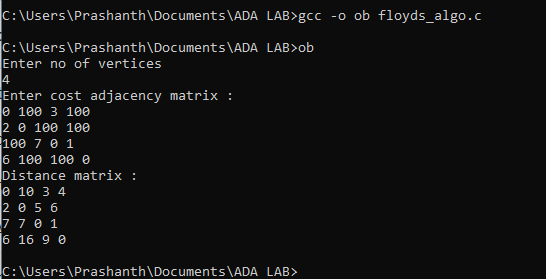 C:\Users\Prashanth\Documents\ADA LAB>gcc -o ob floyds_algo.c
C:\Users\Prashanth\Documents\ADA LAB>ob
Enter no of vertices
4
Enter cost adjacency matrix :
0 100 3 100
2 0 100 100
100 7 0 1
6 100 100 0
Distance matrix :
0 10 3 4
2 0 5 6
7 7 0 1
6 16 9 0
C:\Users\Prashanth\Documents\ADA LAB>